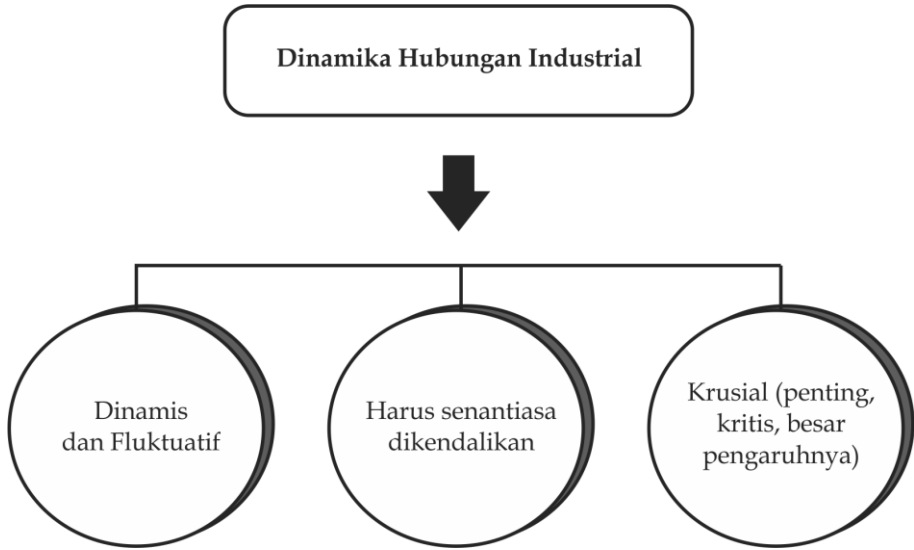 Dinamika Hubungan Industrial
Dinamis
dan Fluktuatif
Harus senantiasa
dikendalikan
Krusial (penting,
kritis, besar
pengaruhnya)